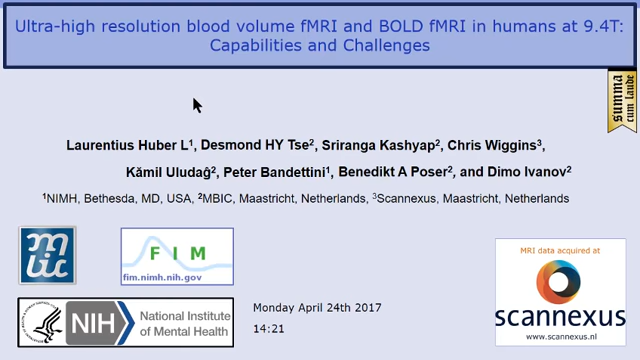 Ultra-high resolution blood volume fMRI and BOLD fMRI in humans at 9.4T:
Capabilities and Challenges
summa
cum laude
Laurentius Huber L¹, Desmond HY Tse², Sriranga Kashyap², Chris Wiggins³,
Kâmil Uludağ², Peter Bandettini¹, Benedikt A Poser², and Dimo Ivanov²
¹NIMH, Bethesda, MD, USA, ²MBIC, Maastricht, Netherlands, ³Scannexus, Maastricht, Netherlands
mbic
F I M
fim.nimh.nih.gov
MRI data acquired at
scannexus
www.scannexus.nl
NIH
National Institute
of Mental Health
Monday April 24th 2017
14:21